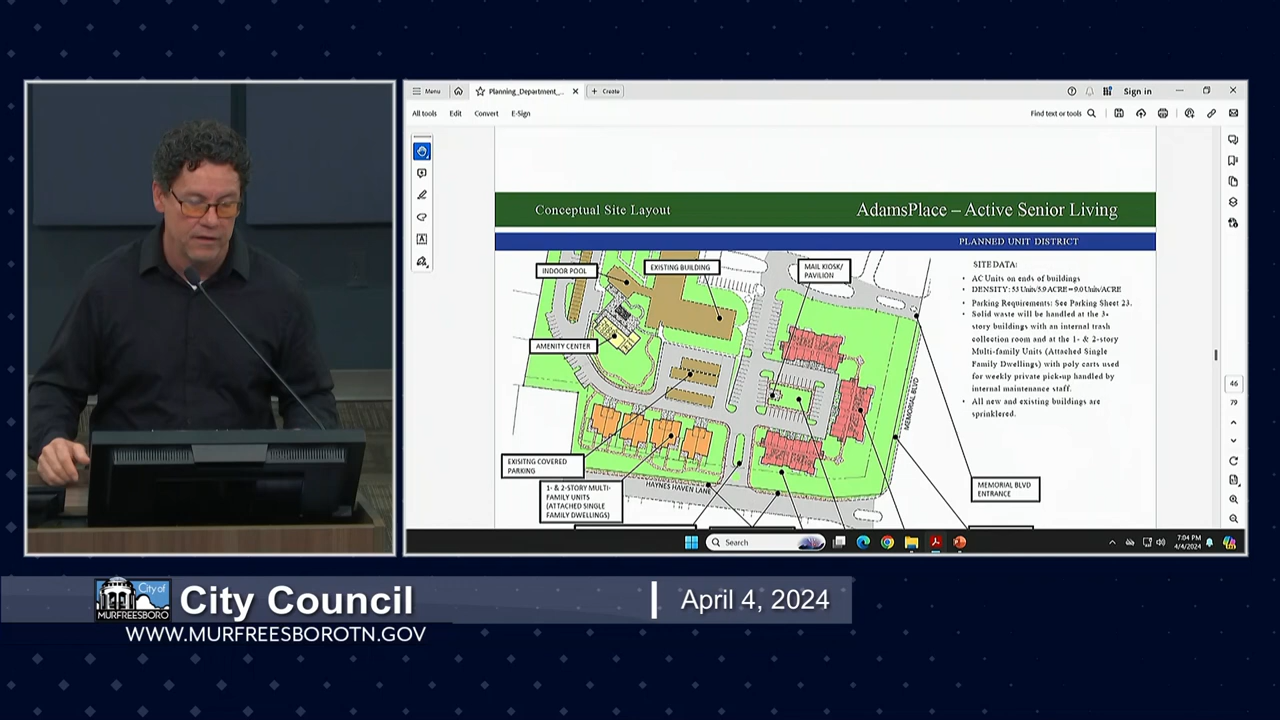 Menu
Planning_Department_...
Create
Sign in
All tools
Edit
Convert
E-Sign
Find text or tools
Conceptual Site Layout
AdamsPlace – Active Senior Living
PLANNED UNIT DISTRICT
INDOOR POOL
EXISTING BUILDING
MAIL KIOSK/
PAVILION
AMENITY CENTER
MEMORIAL BLVD
EXISITNG COVERED
PARKING
1- & 2-STORY MULTI-
FAMILY UNITS
(ATTACHED SINGLE
FAMILY DWELLINGS)
HAYNES HAVEN LANE
MEMORIAL BLVD
ENTRANCE
SITE DATA:
• AC Units on ends of buildings
• DENSITY: 53 Units/5.9 ACRE = 9.0 Units/ACRE
• Parking Requirements: See Parking Sheet 23.
• Solid waste will be handled at the 3-
story buildings with an internal trash
collection room and at the 1- & 2-story
Multi-family Units (Attached Single
Family Dwellings) with poly carts used
for weekly private pick-up handled by
internal maintenance staff.
• All new and existing buildings are
sprinklered.
46
79
Search
7:04 PM
4/4/2024
City of
MURFREESBORO
City Council
April 4, 2024
WWW.MURFREESBOROTN.GOV